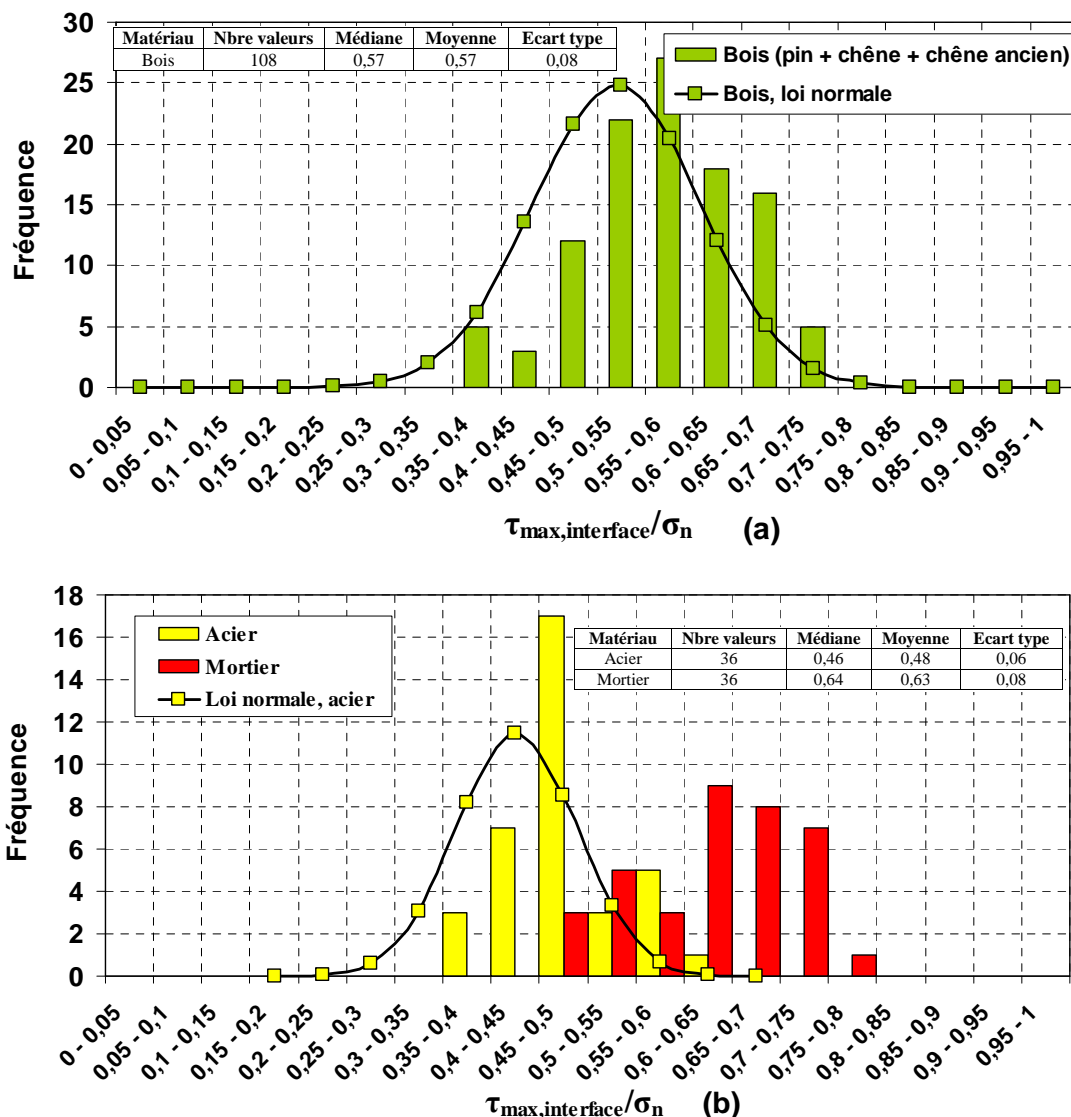 30
25
20
15
10
5
0
Fréquence
Matériau Nbre valeurs Médiane Moyenne Ecart type
Bois 108 0,57 0,57 0,08
Bois (pin + chêne + chêne ancien)
Bois, loi normale
0 - 0,05
0,05 - 0,1
0,1 - 0,15
0,15 - 0,2
0,2 - 0,25
0,25 - 0,3
0,3 - 0,35
0,35 - 0,4
0,4 - 0,45
0,45 - 0,5
0,5 - 0,55
0,55 - 0,6
0,6 - 0,65
0,65 - 0,7
0,7 - 0,75
0,75 - 0,8
0,8 - 0,85
0,85 - 0,9
0,9 - 0,95
0,95 - 1
τmax,interface/σn (a)
18
16
14
12
10
8
6
4
2
0
Fréquence
Acier
Mortier
Loi normale, acier
Matériau Nbre valeurs Médiane Moyenne Ecart type
Acier 36 0,46 0,48 0,06
Mortier 36 0,64 0,63 0,08
0 - 0,05
0,05 - 0,1
0,1 - 0,15
0,15 - 0,2
0,2 - 0,25
0,25 - 0,3
0,3 - 0,35
0,35 - 0,4
0,4 - 0,45
0,45 - 0,5
0,5 - 0,55
0,55 - 0,6
0,6 - 0,65
0,65 - 0,7
0,7 - 0,75
0,75 - 0,8
0,8 - 0,85
0,85 - 0,9
0,9 - 0,95
0,95 - 1
τmax,interface/σn (b)